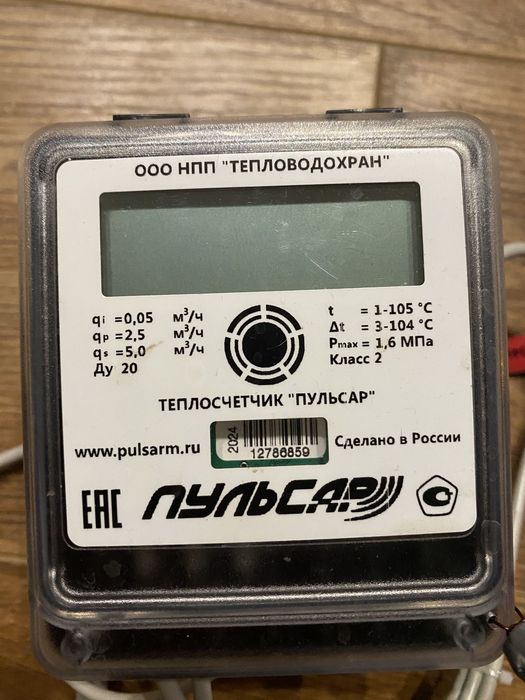 ООО НПП "ТЕПЛОВОДОХРАН"
qi =0,05 м³/ч
qp =2,5 м³/ч
qs =5,0 м³/ч
Ду 20
t = 1-105 °C
Δt = 3-104 °C
Pmax = 1,6 МПа
Класс 2
ТЕПЛОСЧЕТЧИК "ПУЛЬСАР"
www.pulsarm.ru
2024
12786859
Сделано в России
EAC
ПУЛЬСАР